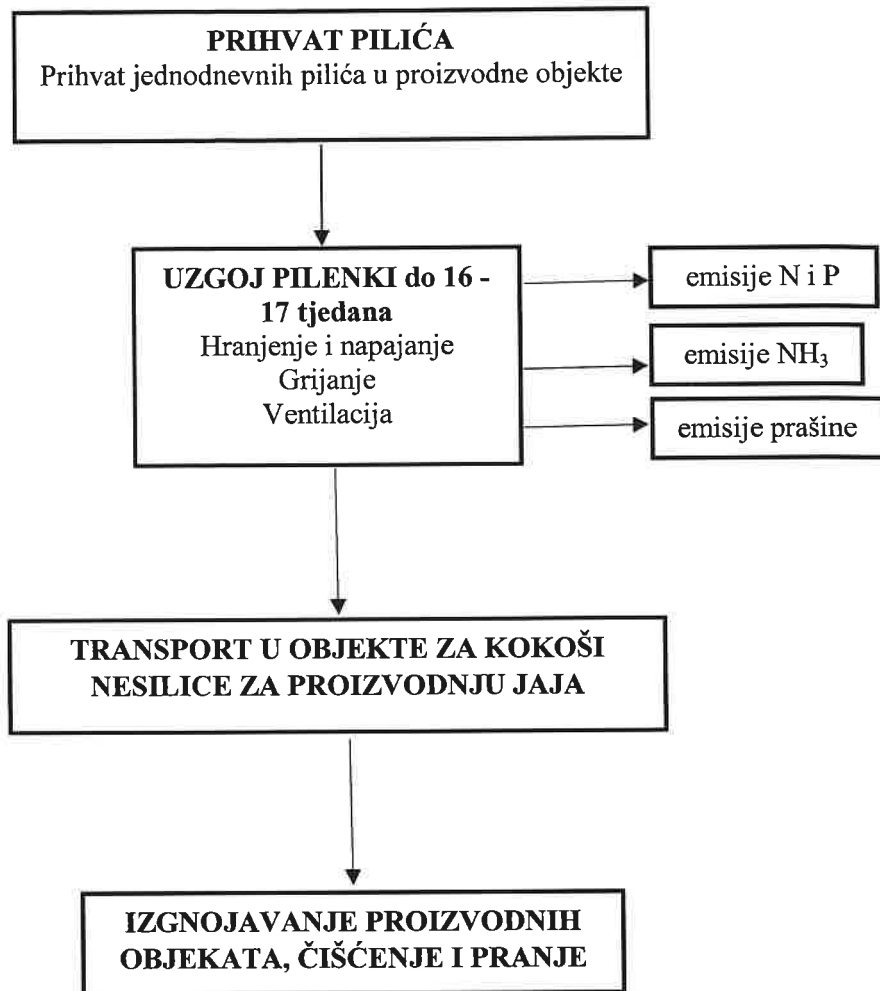 PRIHVAT PILIĆA
Prihvat jednodnevnih pilića u proizvodne objekte
UZGOJ PILENKI do 16 -
17 tjedana
Hranjenje i napajanje
Grijanje
Ventilacija
emisije N i P
emisije NH₃
emisije prašine
TRANSPORT U OBJEKTE ZA KOKOŠI
NESILICE ZA PROIZVODNJU JAJA
IZGNOJAVANJE PROIZVODNIH
OBJEKATA, ČIŠĆENJE I PRANJE